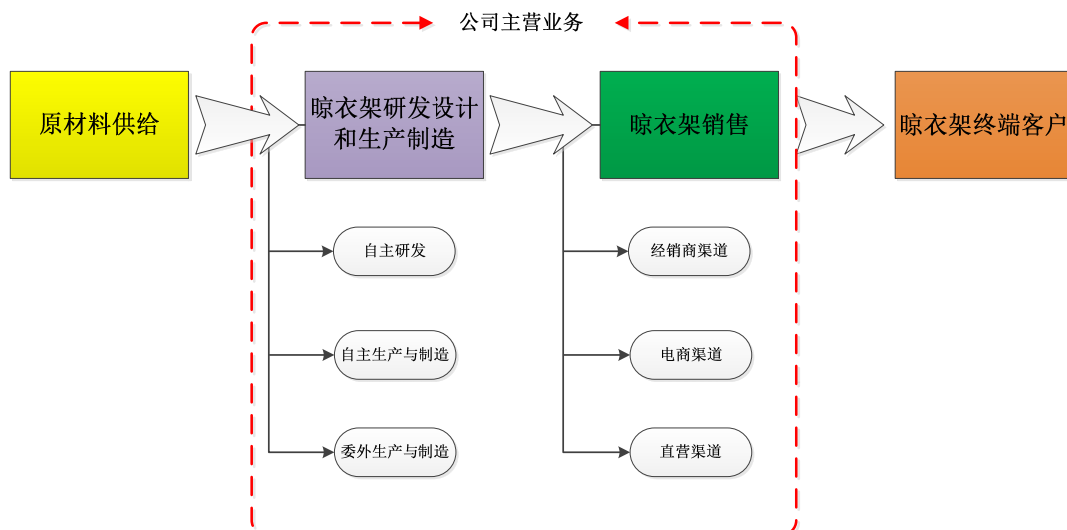 公司主营业务
原材料供给
晾衣架研发设计
和生产制造
晾衣架销售
晾衣架终端客户
自主研发
经销商渠道
自主生产与制造
电商渠道
委外生产与制造
直营渠道